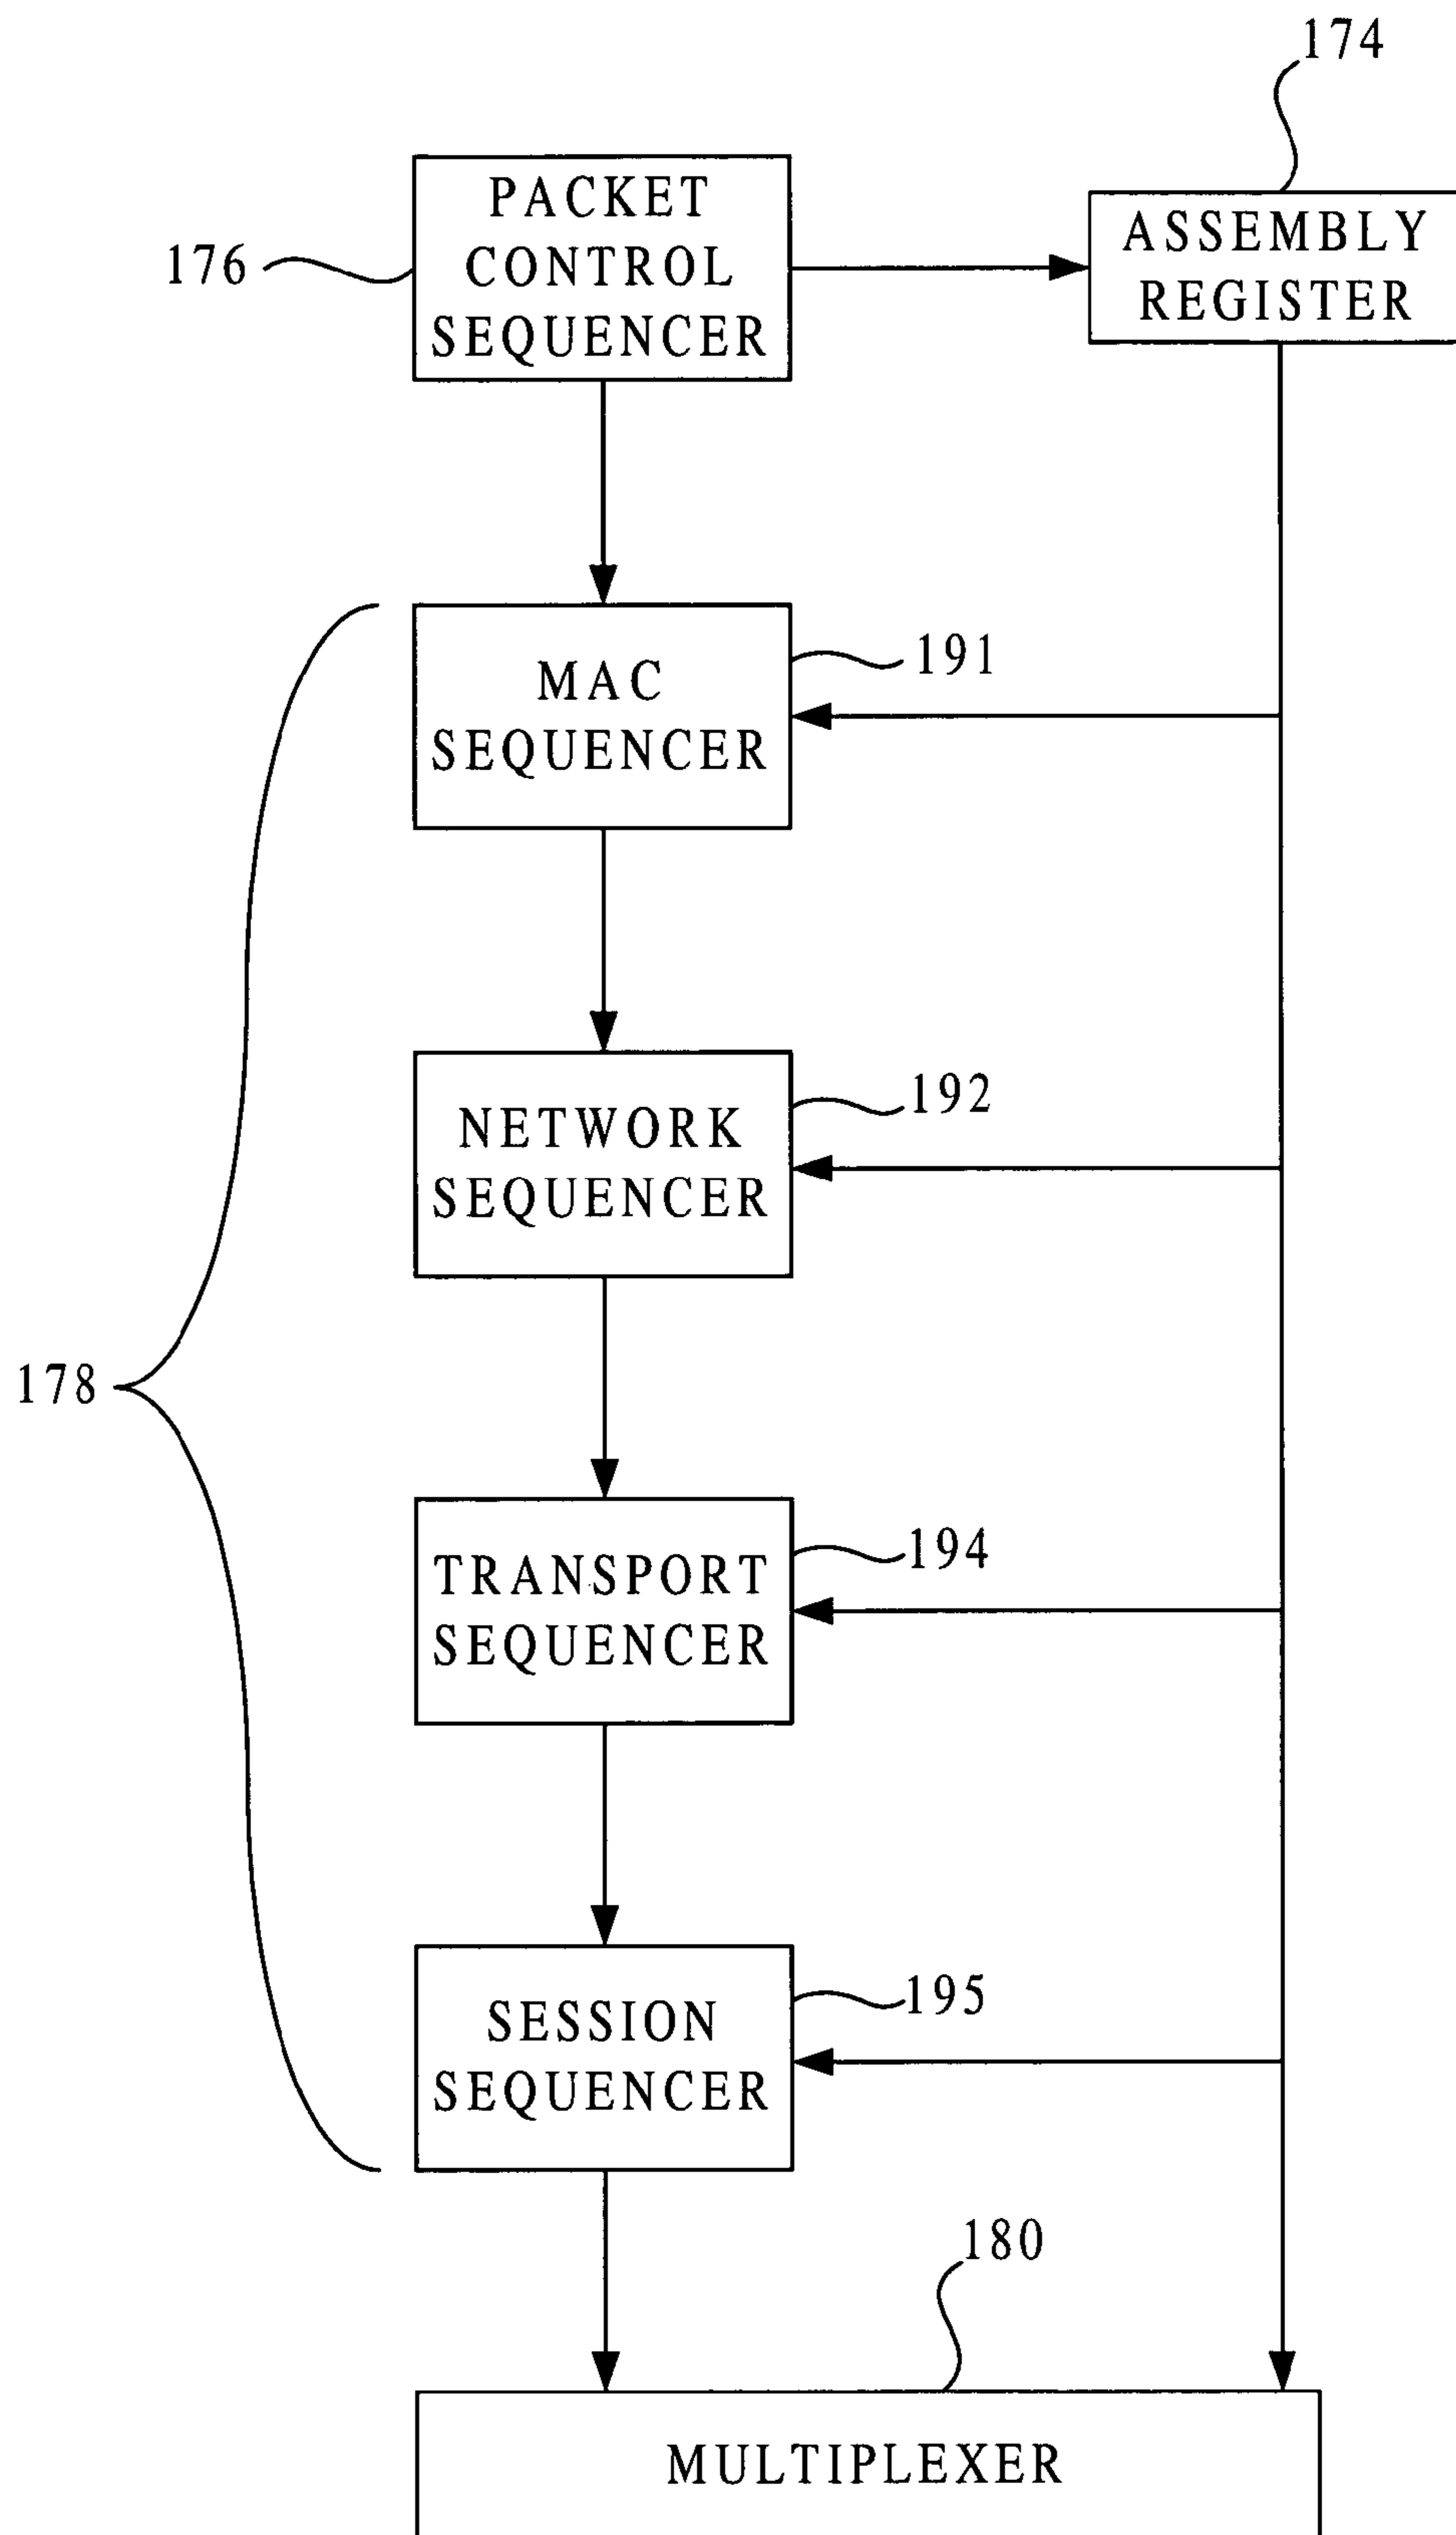 174
PACKET
CONTROL
SEQUENCER
176
ASSEMBLY
REGISTER
MAC
SEQUENCER
191
NETWORK
SEQUENCER
192
178
TRANSPORT
SEQUENCER
194
SESSION
SEQUENCER
195
180
MULTIPLEXER